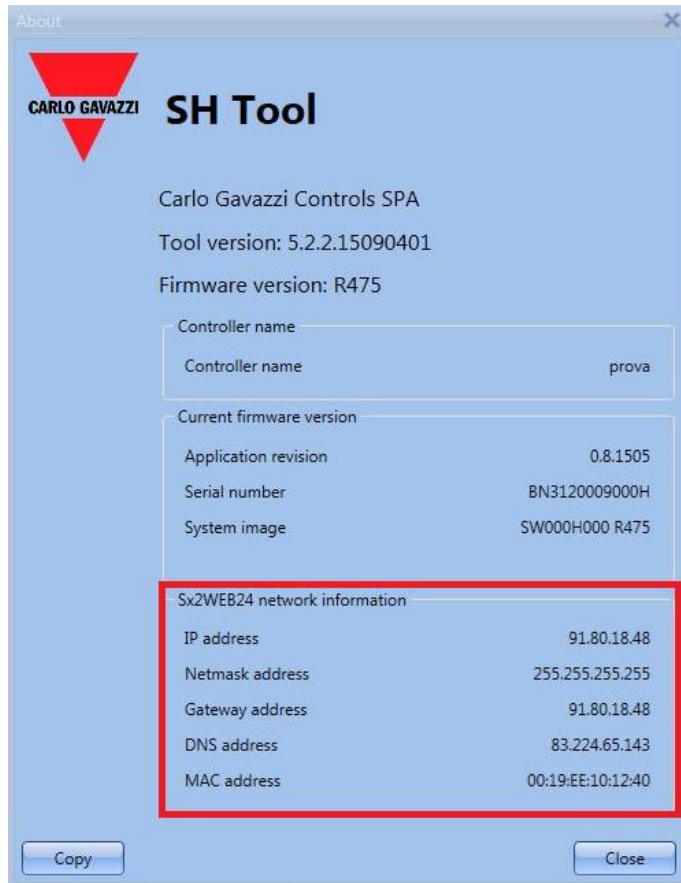 About
CARLO GAVAZZI
SH Tool
Carlo Gavazzi Controls SPA
Tool version: 5.2.2.15090401
Firmware version: R475
Controller name
Controller name prova
Current firmware version
Application revision 0.8.1505
Serial number BN3120009000H
System image SW000H000 R475
Sx2WEB24 network information
IP address 91.80.18.48
Netmask address 255.255.255.255
Gateway address 91.80.18.48
DNS address 83.224.65.143
MAC address 00:19:EE:10:12:40
Copy Close